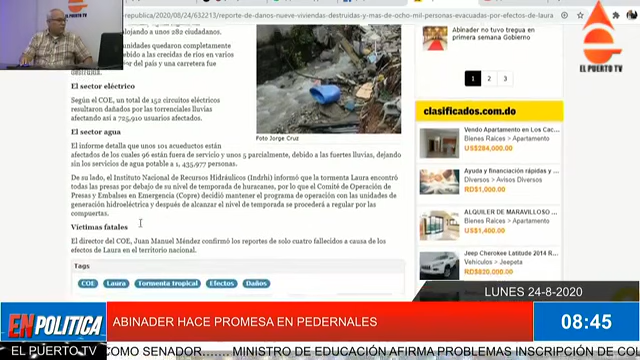 EL PUERTO TV
republica/2020/08/24/632213/reporte-de-danos-nueve-viviendas-destruidas-y-mas-de-ocho-mil-personas-evacuadas-por-efectos-de-laura
alojando a unos 282 ciudadanos.
unidades quedaron completamente
debido a las crecidas de ríos en varios
del país y una carretera fue
destruida.
El sector eléctrico
Según el COE, un total de 152 circuitos eléctricos
resultaron dañados por las torrenciales lluvias
afectando así a 725,910 usuarios afectados.
Foto Jorge Cruz
El sector agua
El informe detalla que unos 101 acueductos están
afectados de los cuales 96 están fuera de servicio y unos 5 parcialmente, debido a las fuertes lluvias, dejando
sin los servicios de agua potable a 1, 435,977 personas.
De su lado, el Instituto Nacional de Recursos Hidráulicos (Indrhi) informó que la tormenta Laura encontró
todas las presas por debajo de su nivel de temporada de huracanes, por lo que el Comité de Operación de
Presas y Embalses en Emergencia (Copre) decidió mantener el programa de operación con las unidades de
generación hidroeléctrica y después de alcanzar el nivel de temporada se procederá a regular por las
compuertas.
Víctimas fatales
El director del COE, Juan Manuel Méndez confirmó los reportes de solo cuatro fallecidos a causa de los
efectos de Laura en el territorio nacional.
Tags
COE
Laura
Tormenta tropical
Efectos
Daños
Abinader no tuvo tregua en
primera semana Gobierno
EL PUERTO TV
1 2 3
clasificados.com.do
Vendo Apartamento en Los Cac...
Bienes Raíces > Apartamentos
US$284,000.00
Ayuda y financiación rápidas y ...
Diversos > Avisos Diversos
RD$1,000.00
ALQUILER DE MARAVILLOSO ...
Bienes Raíces > Apartamentos
US$1,400.00
Jeep Cherokee Latitude 2014 R...
Vehículos > Jeepeta
RD$820,000.00
LUNES 24-8-2020
EN POLITICA
ABINADER HACE PROMESA EN PEDERNALES
08:45
EL PUERTO TV
COMO SENADOR....... MINISTRO DE EDUCACIÓN AFIRMA PROBLEMAS INSCRIPCIÓN DE CO